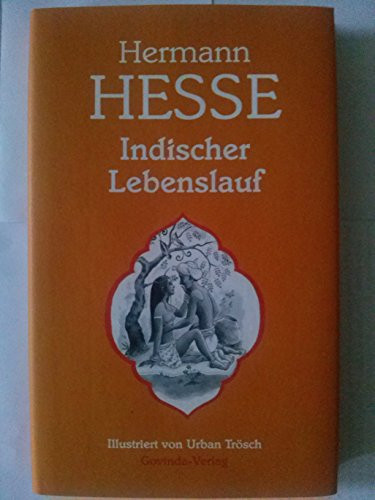 Hermann
HESSE
Indischer
Lebenslauf
Illustriert von Urban Trösch
Govinda-Verlag